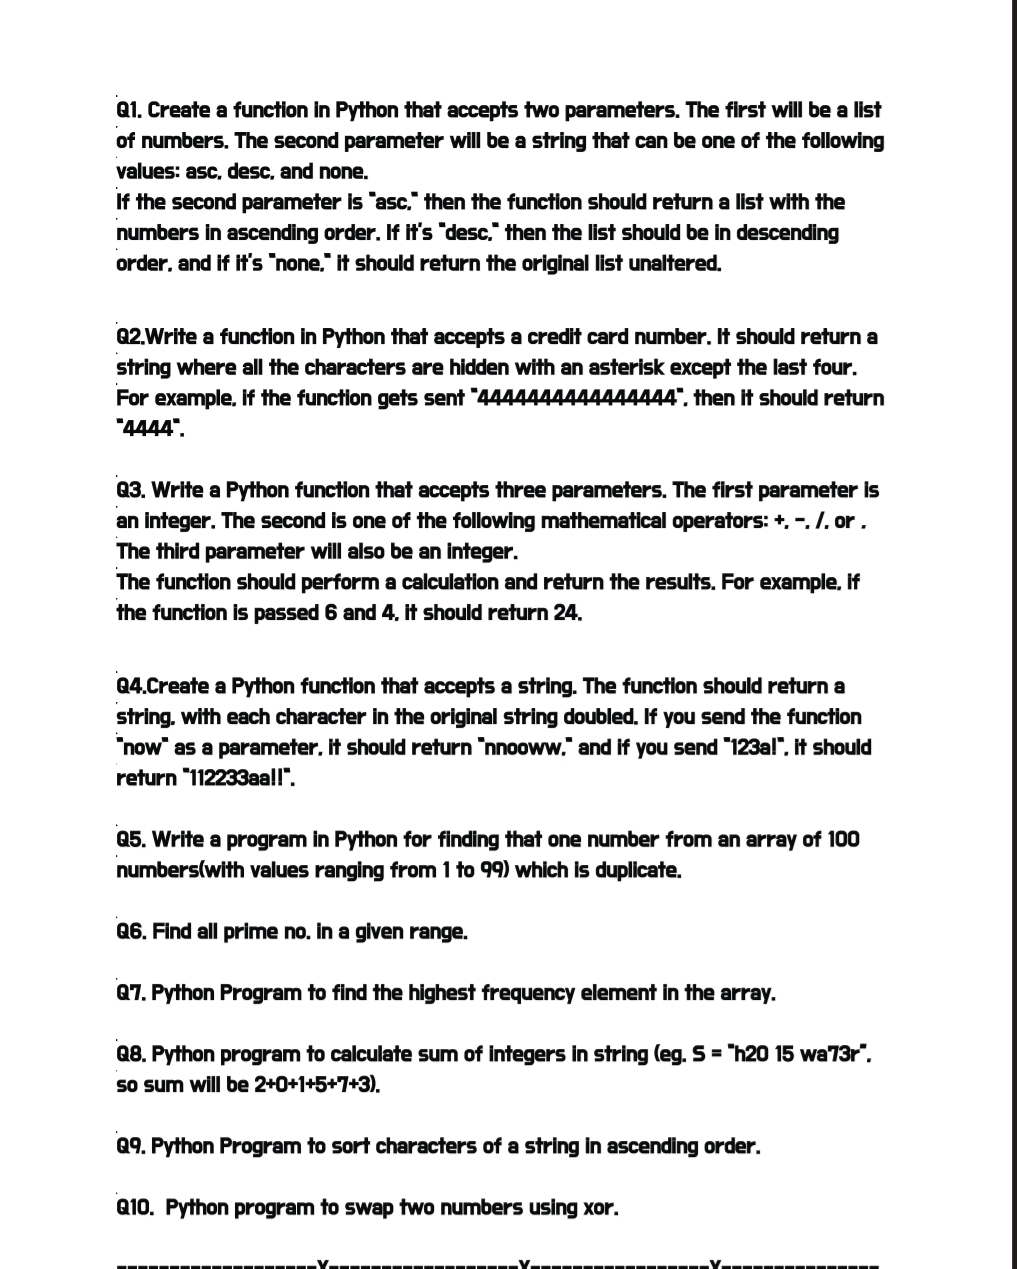 Q1. Create a function in Python that accepts two parameters. The first will be a list
of numbers. The second parameter will be a string that can be one of the following
values: asc, desc, and none.
If the second parameter is "asc," then the function should return a list with the
numbers in ascending order. If it's "desc," then the list should be in descending
order, and if it's "none," it should return the original list unaltered.
Q2.Write a function in Python that accepts a credit card number. It should return a
string where all the characters are hidden with an asterisk except the last four.
For example, if the function gets sent "4444444444444444", then it should return
"4444".
Q3. Write a Python function that accepts three parameters. The first parameter is
an integer. The second is one of the following mathematical operators: +, -, /, or .
The third parameter will also be an integer.
The function should perform a calculation and return the results. For example, if
the function is passed 6 and 4, it should return 24.
Q4.Create a Python function that accepts a string. The function should return a
string, with each character in the original string doubled. If you send the function
"now" as a parameter, it should return "nnooww," and if you send "123a!", it should
return "112233aa!!".
Q5. Write a program in Python for finding that one number from an array of 100
numbers(with values ranging from 1 to 99) which is duplicate.
Q6. Find all prime no. in a given range.
Q7. Python Program to find the highest frequency element in the array.
Q8. Python program to calculate sum of integers in string (eg. S = "h20 15 wa73r",
so sum will be 2+0+1+5+7+3).
Q9. Python Program to sort characters of a string in ascending order.
Q10.  Python program to swap two numbers using xor.
-------------------Y-------------------Y-----------------Y---------------